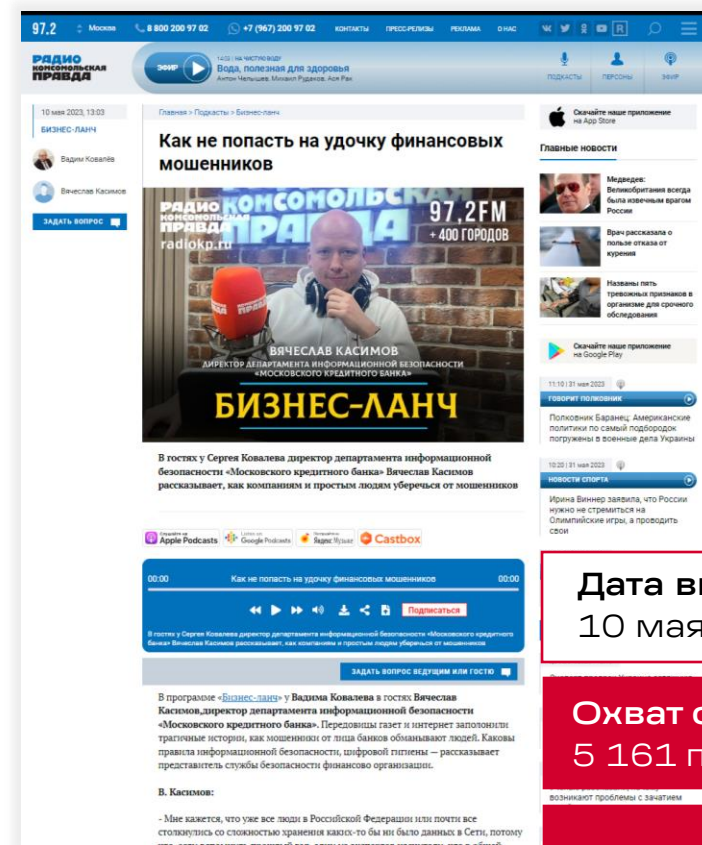 97.2
Москва
8 800 200 97 02
+7 (967) 200 97 02
КОНТАКТЫ
ПРЕСС-РЕЛИЗЫ
РЕКЛАМА
О НАС
РАДИО
КОМСОМОЛЬСКАЯ
ПРАВДА
ЭФИР
НА ЧИСТУЮ ВОДУ
Вода, полезная для здоровья
Антон Челышев, Михаил Рудаков, Ася Рак
ПОДКАСТЫ
ПЕРСОНЫ
ЭФИР
10 мая 2023, 13:03
БИЗНЕС-ЛАНЧ
Вадим Ковалёв
Вячеслав Касимов
ЗАДАТЬ ВОПРОС
Главная > Подкасты > Бизнес-ланч
Как не попасть на удочку финансовых
мошенников
РАДИО
КОМСОМОЛЬСКАЯ
ПРАВДА
radiokp.ru
КОМСОМОЛЬСКАЯ
ПРАВДА
97.2FM
+ 400 ГОРОДОВ
ВЯЧЕСЛАВ КАСИМОВ
ДИРЕКТОР ДЕПАРТАМЕНТА ИНФОРМАЦИОННОЙ БЕЗОПАСНОСТИ
«МОСКОВСКОГО КРЕДИТНОГО БАНКА»
БИЗНЕС-ЛАНЧ
В гостях у Сергея Ковалева директор департамента информационной
безопасности «Московского кредитного банка» Вячеслав Касимов
рассказывает, как компаниям и простым людям уберечься от мошенников
Apple Podcasts
Google Podcasts
Яндекс Музыке
Castbox
00:00
Как не попасть на удочку финансовых мошенников
00:00
Подписаться
В гостях у Сергея Ковалева директор департамента информационной безопасности «Московского кредитного
банка» Вячеслав Касимов рассказывает, как компаниям и простым людям уберечься от мошенников
ЗАДАТЬ ВОПРОС ВЕДУЩИМ ИЛИ ГОСТЮ
В программе «Бизнес-ланч» у Вадима Ковалева в гостях Вячеслав
Касимов,директор департамента информационной безопасности
«Московского кредитного банка». Передовицы газет и интернет заполонили
трагичные истории, как мошенники от лица банков обманывают людей. Каковы
правила информационной безопасности, цифровой гигиены — рассказывает
представитель службы безопасности финансово организации.
В. Касимов:
- Мне кажется, что уже все люди в Российской Федерации или почти все
столкнулись со сложностью хранения каких-то бы ни было данных в Сети, потому
Скачайте наше приложение
на App Store
Главные новости
Медведев:
Великобритания всегда
была извечным врагом
России
Врач рассказала о
пользе отказа от
курения
Названы пять
тревожных признаков в
организме для срочного
обследования
Скачайте наше приложение
на Google Play
11:10 | 31 мая 2023
ГОВОРИТ ПОЛКОВНИК
Полковник Баранец: Американские
политики по самый подбородок
погружены в военные дела Украины
10:20 | 31 мая 2023
НОВОСТИ СПОРТА
Ирина Винер заявила, что России
нужно не стремиться на
Олимпийские игры, а проводить
свои
Дата в
10 мая
Охват
5 161
возникают проблемы с зачатием